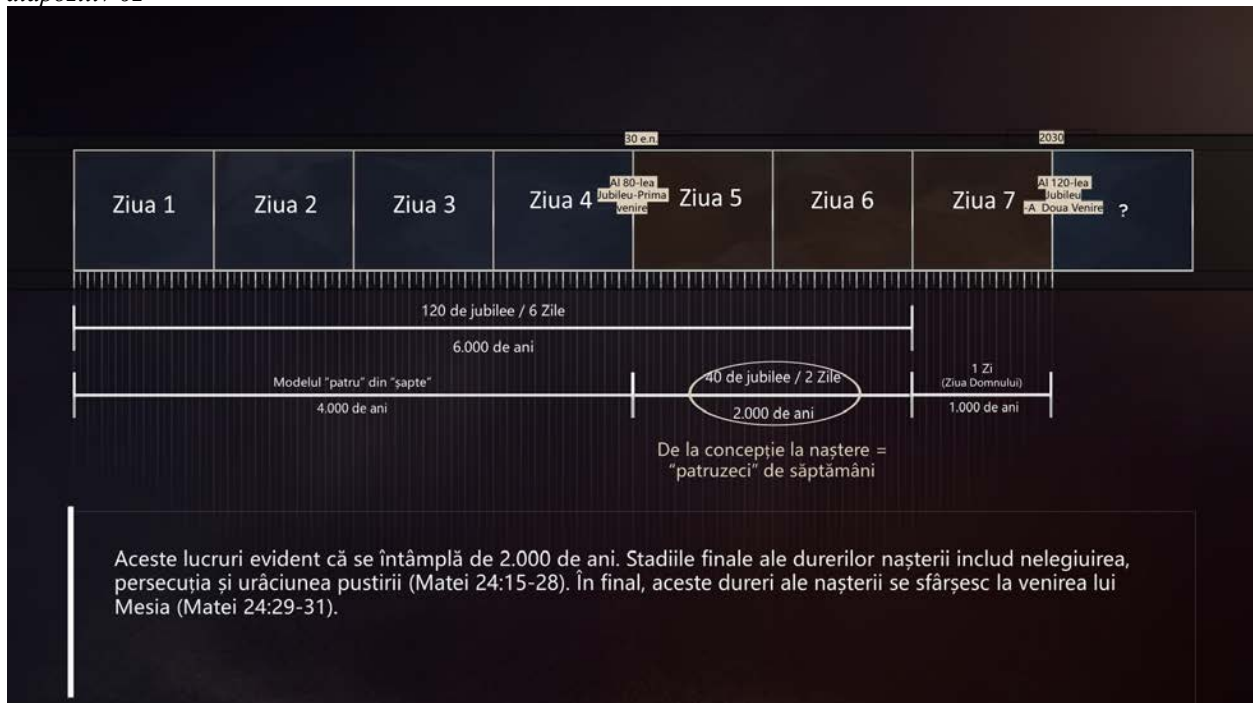 30 e.n.
2030
Ziua 1
Ziua 2
Ziua 3
Ziua 4
Al 80-lea
Jubileu-Prima
venire
Ziua 5
Ziua 6
Ziua 7
Al 120-lea
Jubileu
-A Doua Venire
?
120 de jubilee / 6 Zile
6.000 de ani
Modelul “patru” din “șapte”
4.000 de ani
40 de jubilee / 2 Zile
2.000 de ani
1 Zi
(Ziua Domnului)
1.000 de ani
De la concepție la naștere =
“patruzeci” de săptămâni
Aceste lucruri evident că se întâmplă de 2.000 de ani. Stadiile finale ale durerilor nașterii includ nelegiuirea,
persecuția și urâciunea pustirii (Matei 24:15-28). În final, aceste dureri ale nașterii se sfârșesc la venirea lui
Mesia (Matei 24:29-31).